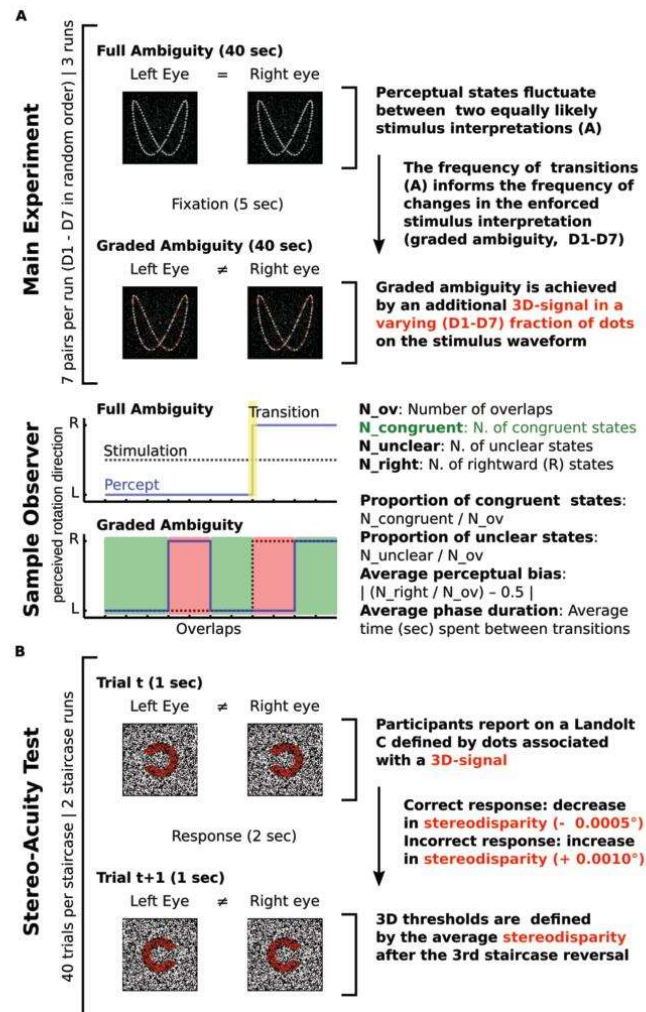 A
Main Experiment
7 pairs per run (D1 - D7 in random order) | 3 runs
Full Ambiguity (40 sec)
Left Eye = Right eye
Fixation (5 sec)
Graded Ambiguity (40 sec)
Left Eye ≠ Right eye
Perceptual states fluctuate
between two equally likely
stimulus interpretations (A)
The frequency of transitions
(A) informs the frequency of
changes in the enforced
stimulus interpretation
(graded ambiguity, D1-D7)
Graded ambiguity is achieved
by an additional 3D-signal in a
varying (D1-D7) fraction of dots
on the stimulus waveform
Sample Observer
perceived rotation direction
Full Ambiguity
Transition
R
Stimulation
Percept
L
Graded Ambiguity
R
L
Overlaps
N_ov: Number of overlaps
N_congruent: N. of congruent states
N_unclear: N. of unclear states
N_right: N. of rightward (R) states
Proportion of congruent states:
N_congruent / N_ov
Proportion of unclear states:
N_unclear / N_ov
Average perceptual bias:
| (N_right / N_ov) – 0.5 |
Average phase duration: Average
time (sec) spent between transitions
B
Stereo-Acuity Test
40 trials per staircase | 2 staircase runs
Trial t (1 sec)
Left Eye ≠ Right eye
Response (2 sec)
Trial t+1 (1 sec)
Left Eye ≠ Right eye
Participants report on a Landolt
C defined by dots associated
with a 3D-signal
Correct response: decrease
in stereodisparity (- 0.0005°)
Incorrect response: increase
in stereodisparity (+ 0.0010°)
3D thresholds are defined
by the average stereodisparity
after the 3rd staircase reversal